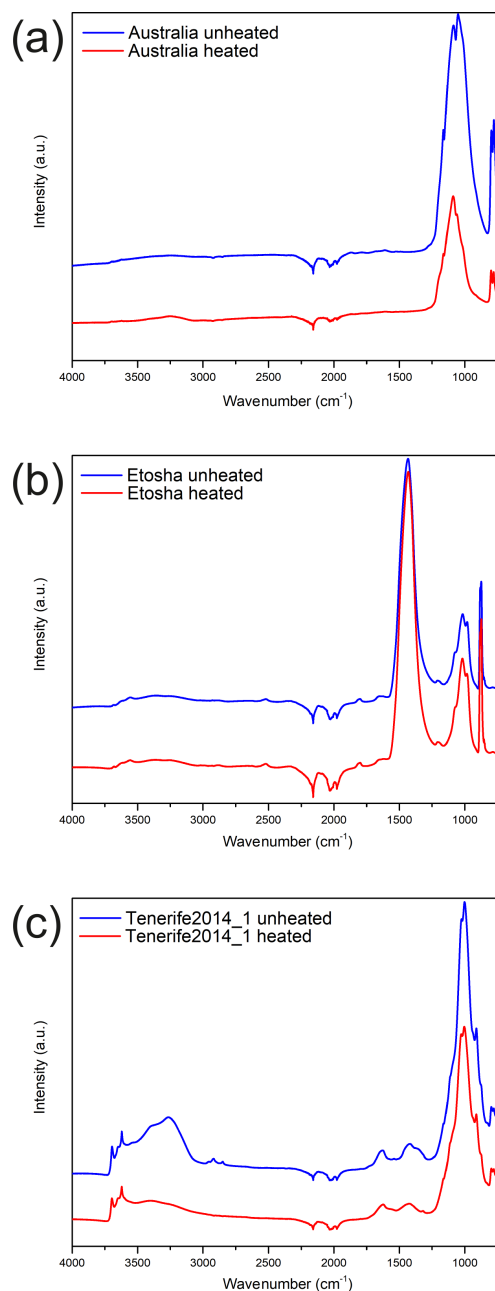 (a)
Australia unheated
Australia heated
Intensity (a.u.)
4000 3500 3000 2500 2000 1500 1000
Wavenumber (cm⁻¹)
(b)
Etosha unheated
Etosha heated
Intensity (a.u.)
4000 3500 3000 2500 2000 1500 1000
Wavenumber (cm⁻¹)
(c)
Tenerife2014_1 unheated
Tenerife2014_1 heated
Intensity (a.u.)
4000 3500 3000 2500 2000 1500 1000
Wavenumber (cm⁻¹)